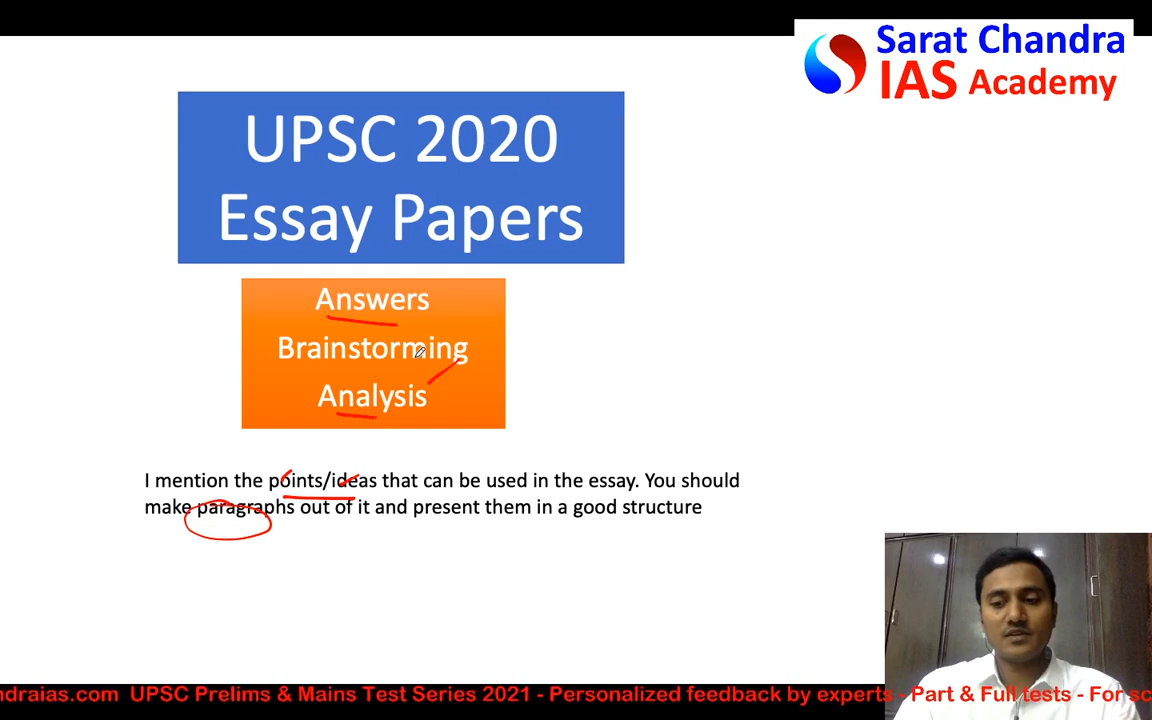 Sarat Chandra
IAS Academy
UPSC 2020
Essay Papers
Answers
Brainstorming
Analysis
I mention the points/ideas that can be used in the essay. You should
make paragraphs out of it and present them in a good structure
ndraias.com UPSC Prelims & Mains Test Series 2021 - Personalized feedback by experts - Part & Full tests - For sc